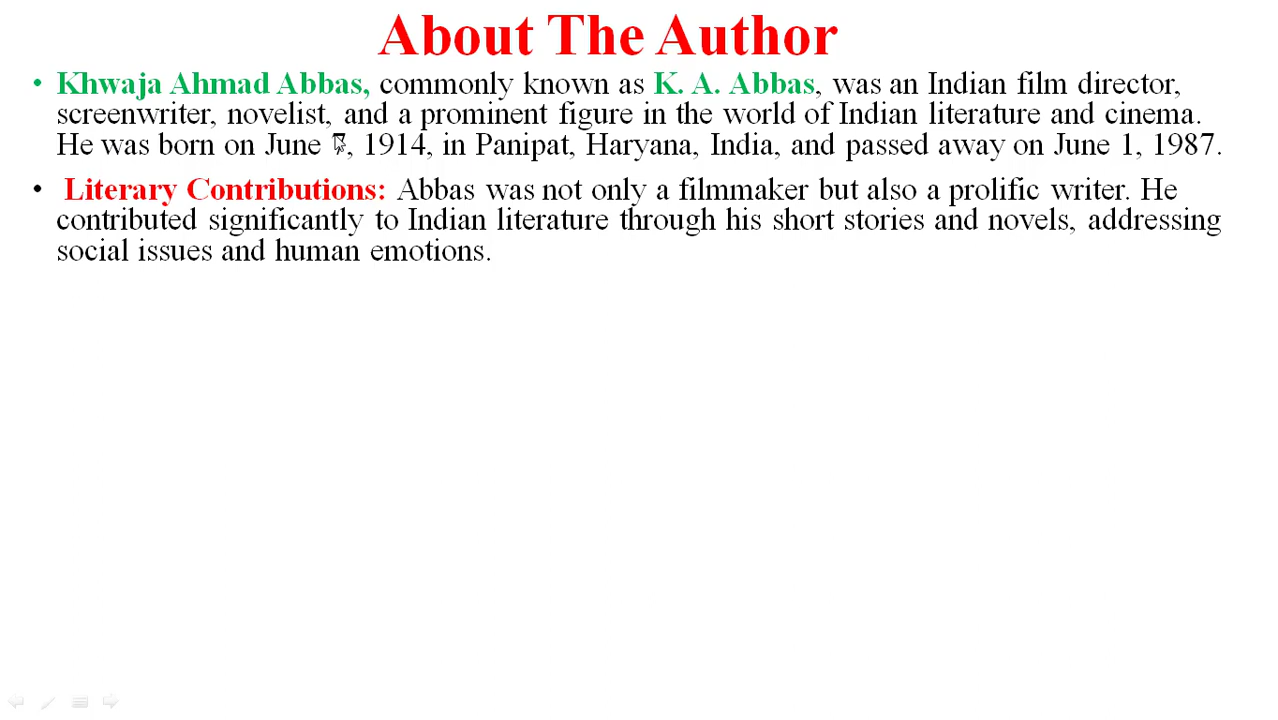 About The Author
• Khwaja Ahmad Abbas, commonly known as K. A. Abbas, was an Indian film director,
screenwriter, novelist, and a prominent figure in the world of Indian literature and cinema.
He was born on June 7, 1914, in Panipat, Haryana, India, and passed away on June 1, 1987.
• Literary Contributions: Abbas was not only a filmmaker but also a prolific writer. He
contributed significantly to Indian literature through his short stories and novels, addressing
social issues and human emotions.